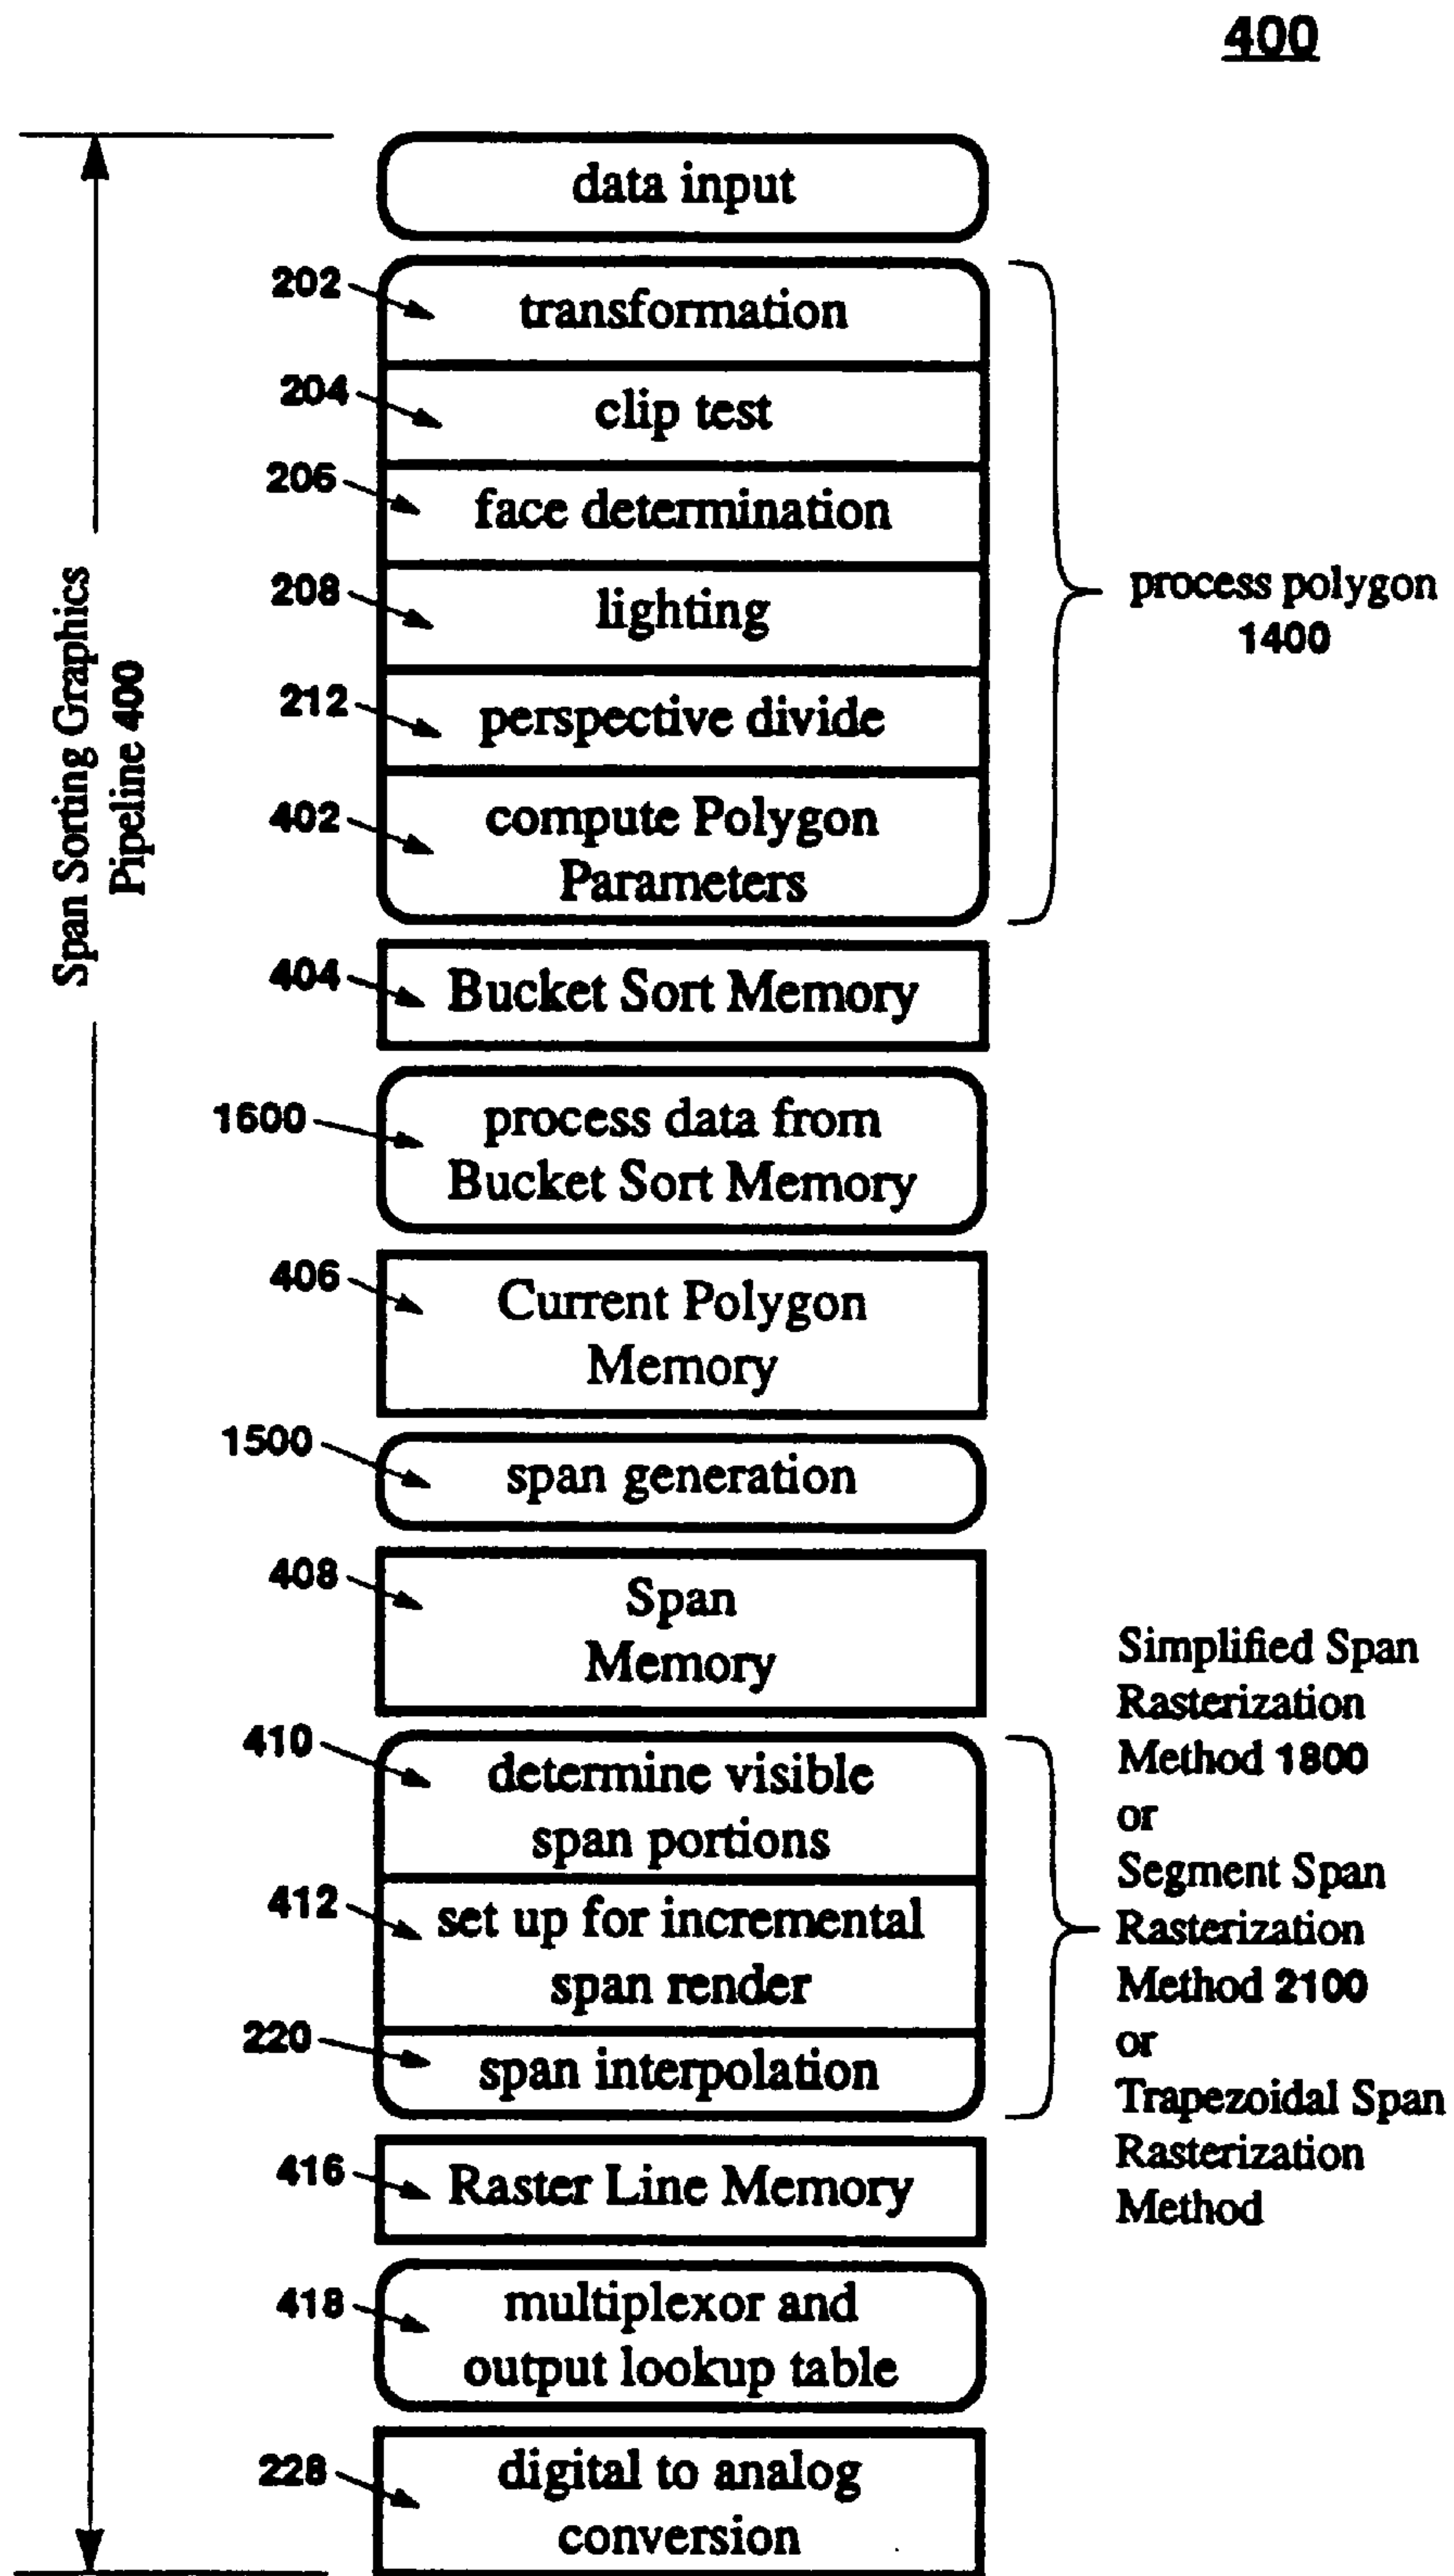 400
Span Sorting Graphics
Pipeline 400
data input
202
transformation
204
clip test
206
face determination
208
lighting
212
perspective divide
402
compute Polygon
Parameters
process polygon
1400
404
Bucket Sort Memory
1600
process data from
Bucket Sort Memory
406
Current Polygon
Memory
1500
span generation
408
Span
Memory
410
determine visible
span portions
412
set up for incremental
span render
220
span interpolation
Simplified Span
Rasterization
Method 1800
or
Segment Span
Rasterization
Method 2100
or
Trapezoidal Span
Rasterization
Method
416
Raster Line Memory
418
multiplexor and
output lookup table
228
digital to analog
conversion